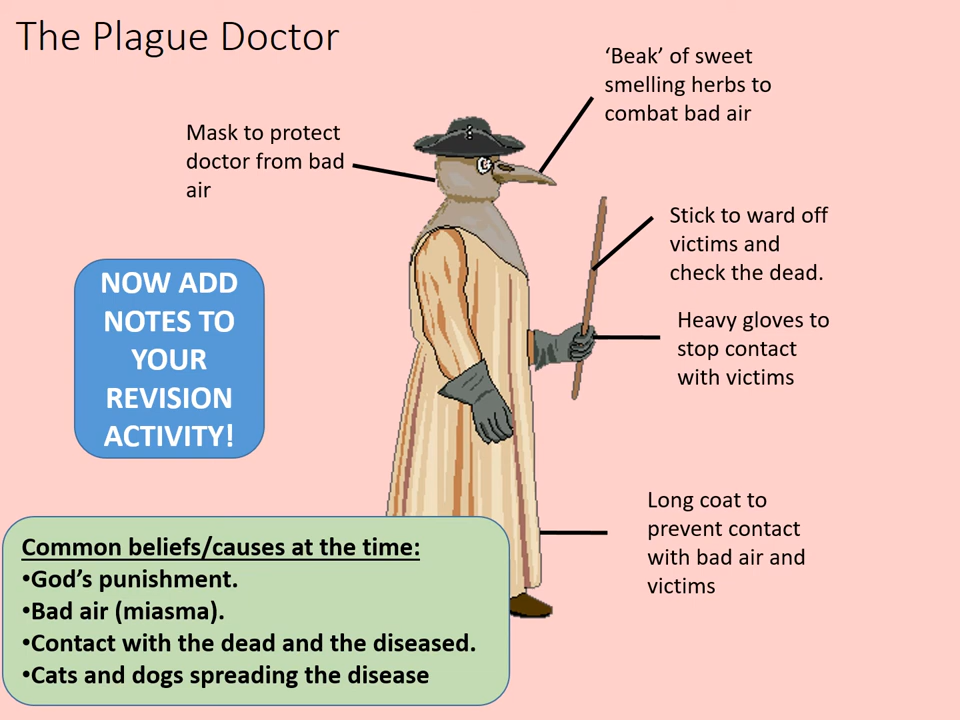 The Plague Doctor
‘Beak’ of sweet
smelling herbs to
combat bad air
Mask to protect
doctor from bad
air
Stick to ward off
victims and
check the dead.
NOW ADD
NOTES TO
YOUR
REVISION
ACTIVITY!
Heavy gloves to
stop contact
with victims
Long coat to
prevent contact
with bad air and
victims
Common beliefs/causes at the time:
•God’s punishment.
•Bad air (miasma).
•Contact with the dead and the diseased.
•Cats and dogs spreading the disease